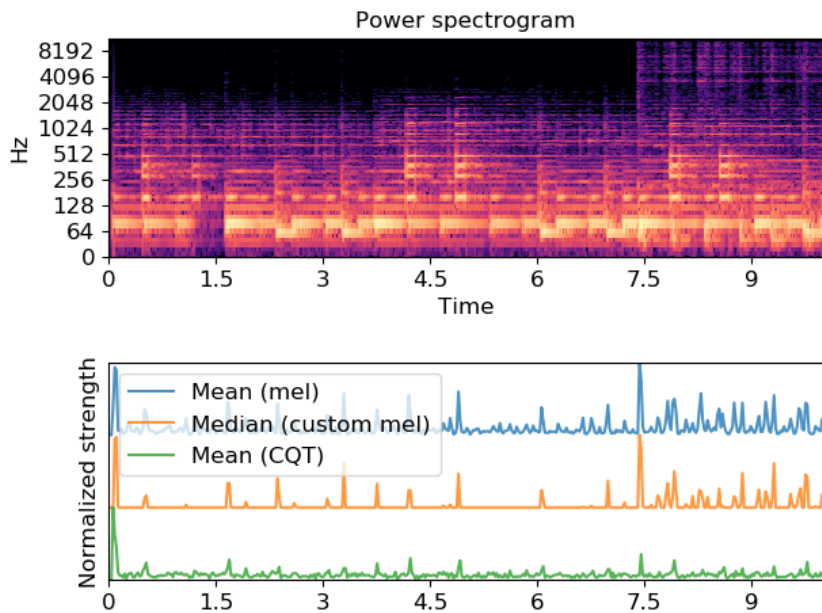 Power spectrogram
8192
4096
2048
1024
512
256
128
64
0
Hz
0 1.5 3 4.5 6 7.5 9
Time
Normalized strength
Mean (mel)
Median (custom mel)
Mean (CQT)
0 1.5 3 4.5 6 7.5 9